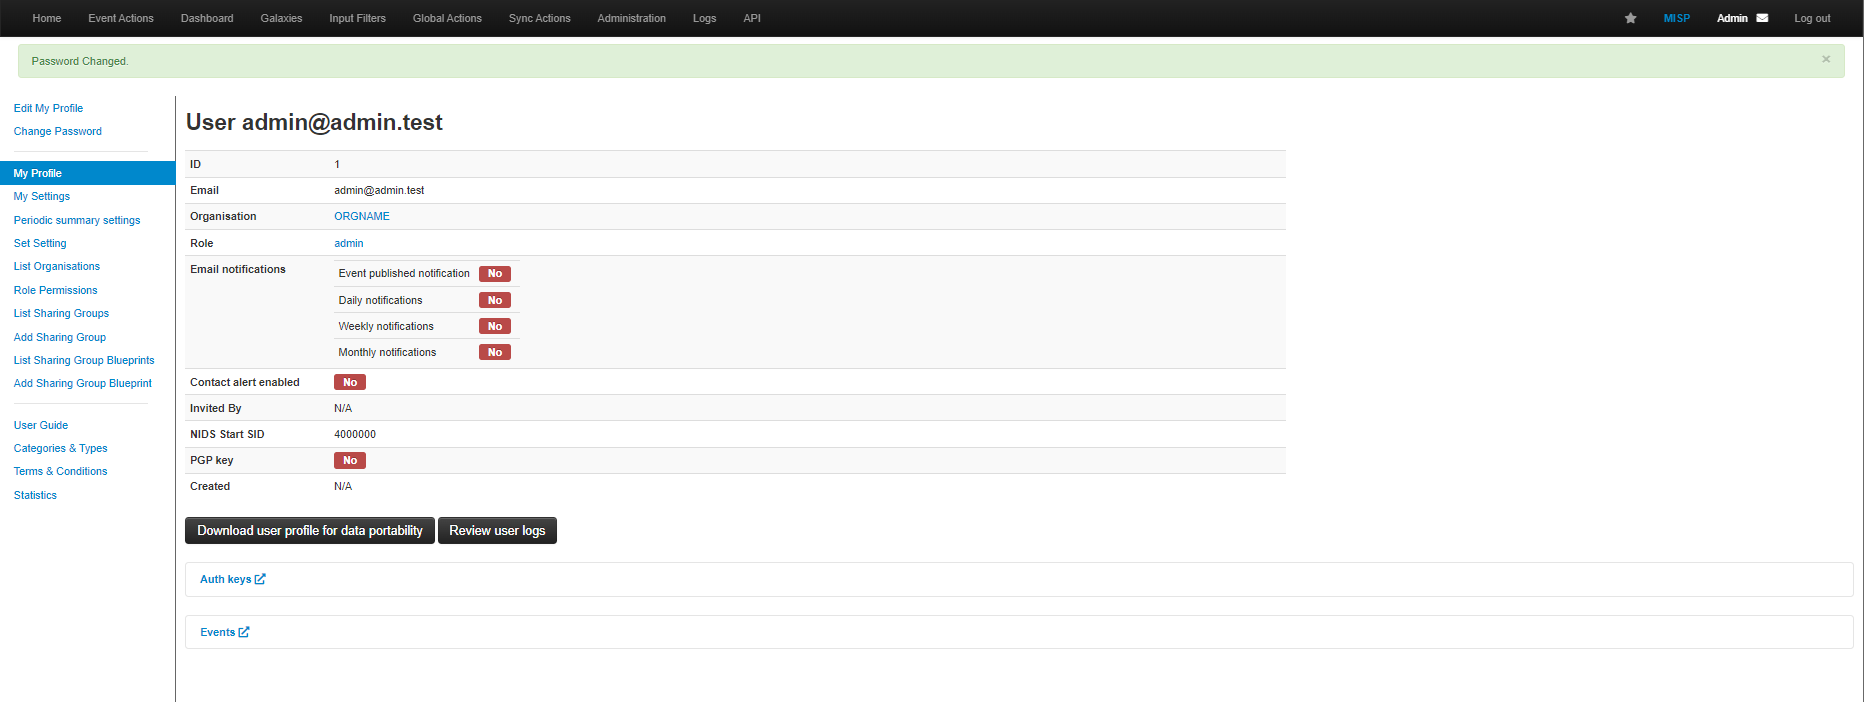 Home Event Actions Dashboard Galaxies Input Filters Global Actions Sync Actions Administration Logs API MISP Admin Log out
Password Changed. ×
Edit My Profile
Change Password
My Profile
My Settings
Periodic summary settings
Set Setting
List Organisations
Role Permissions
List Sharing Groups
Add Sharing Group
List Sharing Group Blueprints
Add Sharing Group Blueprint
User Guide
Categories & Types
Terms & Conditions
Statistics
User admin@admin.test
ID 1
Email admin@admin.test
Organisation ORGNAME
Role admin
Email notifications
Event published notification No
Daily notifications No
Weekly notifications No
Monthly notifications No
Contact alert enabled No
Invited By N/A
NIDS Start SID 4000000
PGP key No
Created N/A
Download user profile for data portability Review user logs
Auth keys
Events